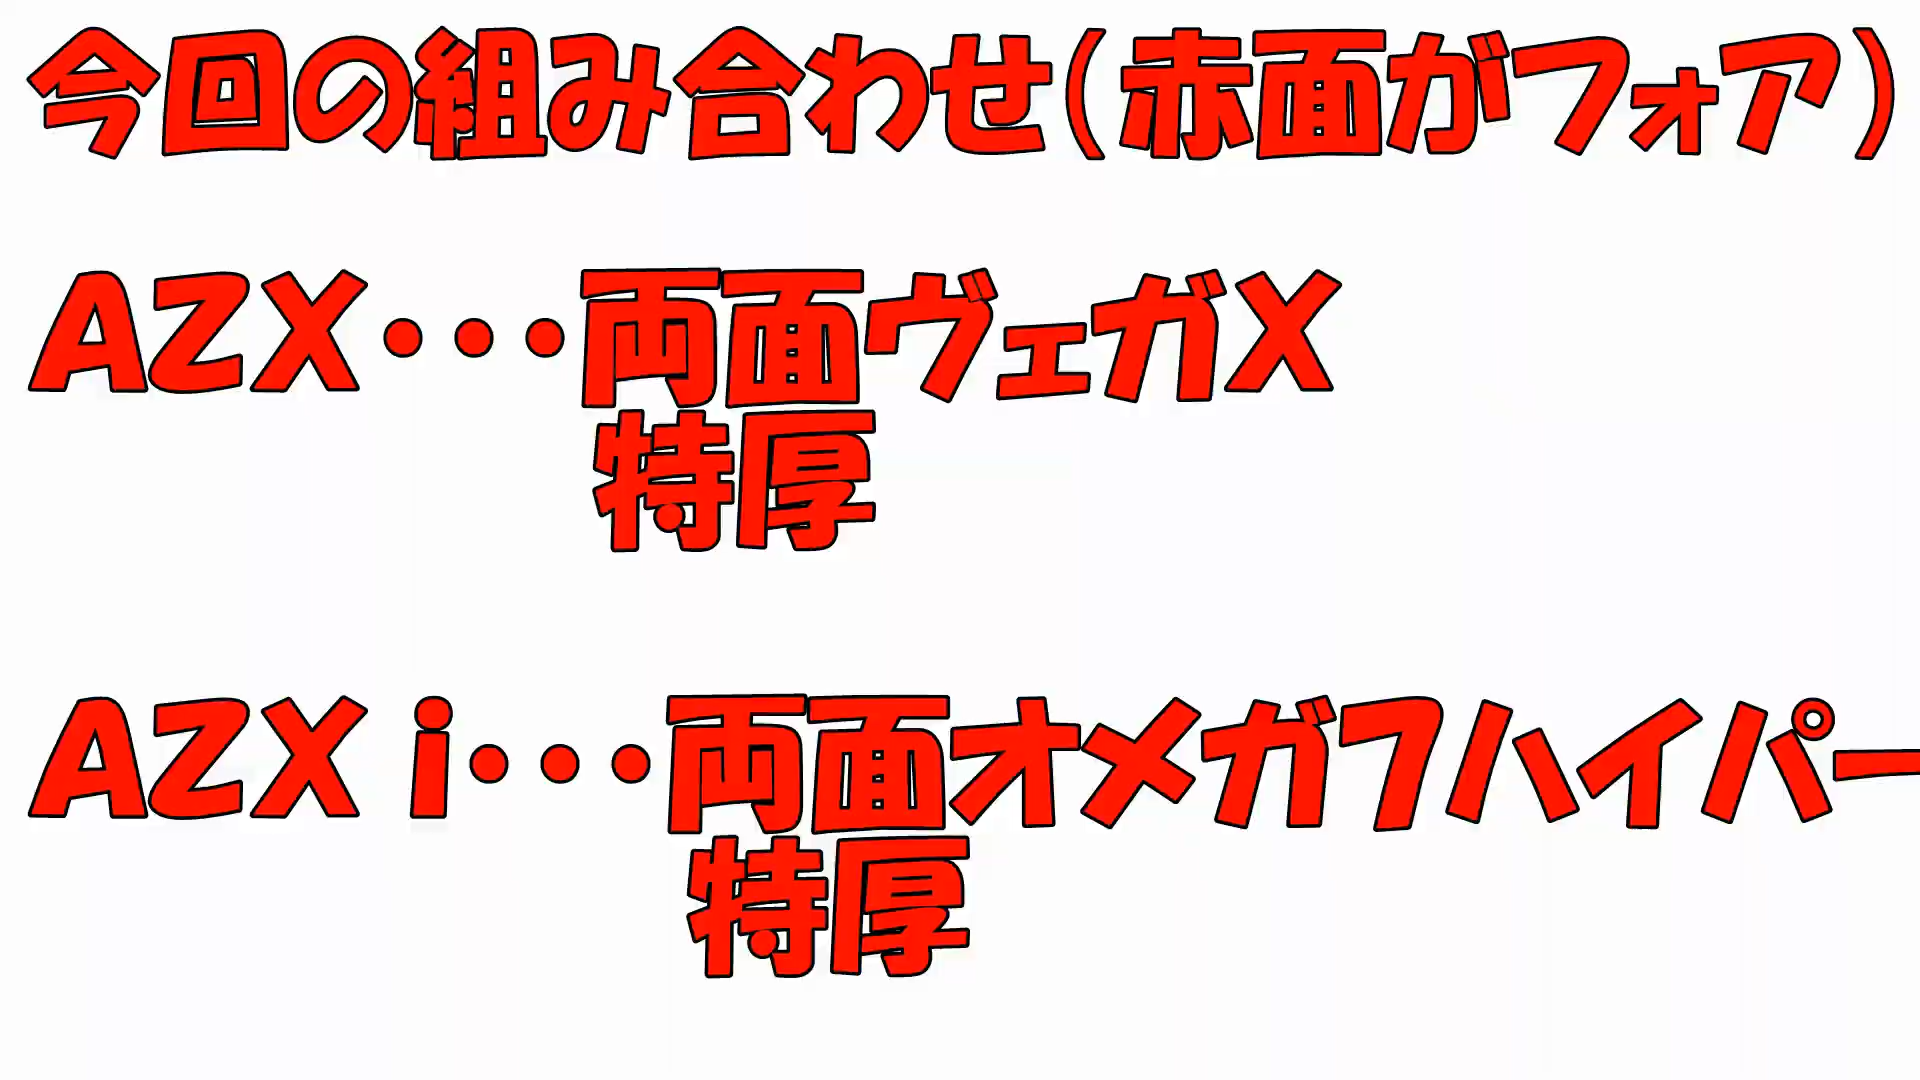 今回の組み合わせ(赤面がフォア)
AZX・・・両面ヴェガX
特厚
AZX i・・・両面オメガ7ハイパー
特厚